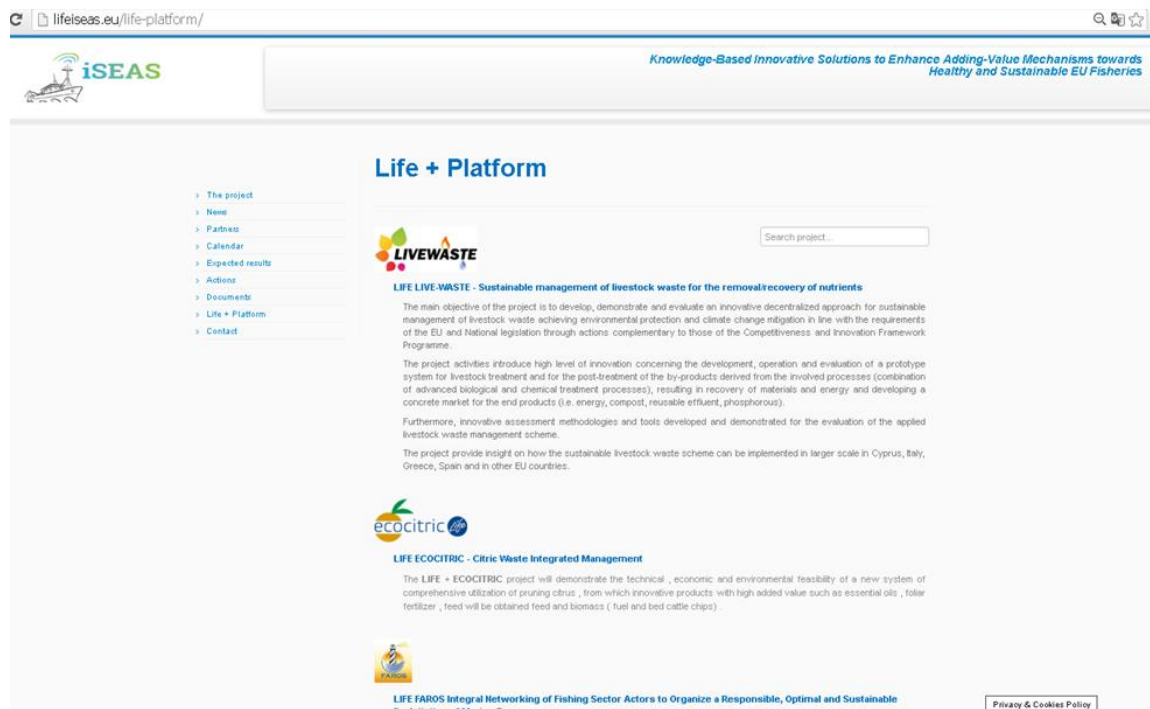 lifeiseas.eu/life-platform/
iSEAS
Knowledge-Based Innovative Solutions to Enhance Adding-Value Mechanisms towards
Healthy and Sustainable EU Fisheries
Life + Platform
> The project
> News
> Partners
> Calendar
> Expected results
> Actions
> Documents
> Life + Platform
> Contact
Search project...
LIVEWASTE
LIFE LIVE-WASTE - Sustainable management of livestock waste for the removal/recovery of nutrients
The main objective of the project is to develop, demonstrate and evaluate an innovative decentralized approach for sustainable
management of livestock waste achieving environmental protection and climate change mitigation in line with the requirements
of the EU and National legislation through actions complementary to those of the Competitiveness and Innovation Framework
Programme.
The project activities introduce high level of innovation concerning the development, operation and evaluation of a prototype
system for livestock treatment and for the post-treatment of the by-products derived from the involved processes (combination
of advanced biological and chemical treatment processes), resulting in recovery of materials and energy and developing a
concrete market for the end products (i.e. energy, compost, reusable effluent, phosphorous).
Furthermore, innovative assessment methodologies and tools developed and demonstrated for the evaluation of the applied
livestock waste management scheme.
The project provide insight on how the sustainable livestock waste scheme can be implemented in larger scale in Cyprus, Italy,
Greece, Spain and in other EU countries.
ecocitric Life
LIFE ECOCITRIC - Citric Waste Integrated Management
The LIFE + ECOCITRIC project will demonstrate the technical , economic and environmental feasibility of a new system of
comprehensive utilization of pruning citrus , from which innovative products with high added value such as essential oils , foliar
fertilizer , feed will be obtained feed and biomass ( fuel and bed cattle chips) .
FAROS
LIFE FAROS Integral Networking of Fishing Sector Actors to Organize a Responsible, Optimal and Sustainable
Privacy & Cookies Policy